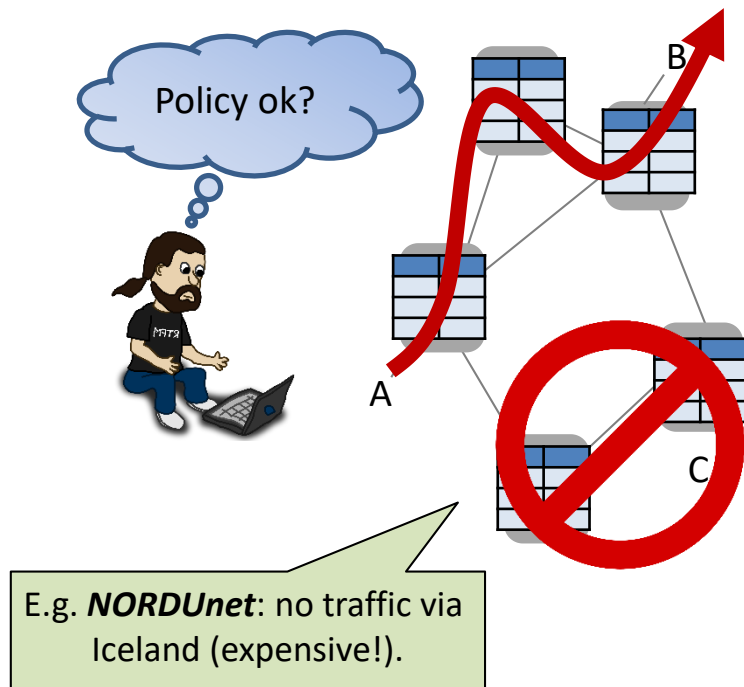 Policy ok?
B
A
C
E.g. NORDUnet: no traffic via
Iceland (expensive!).